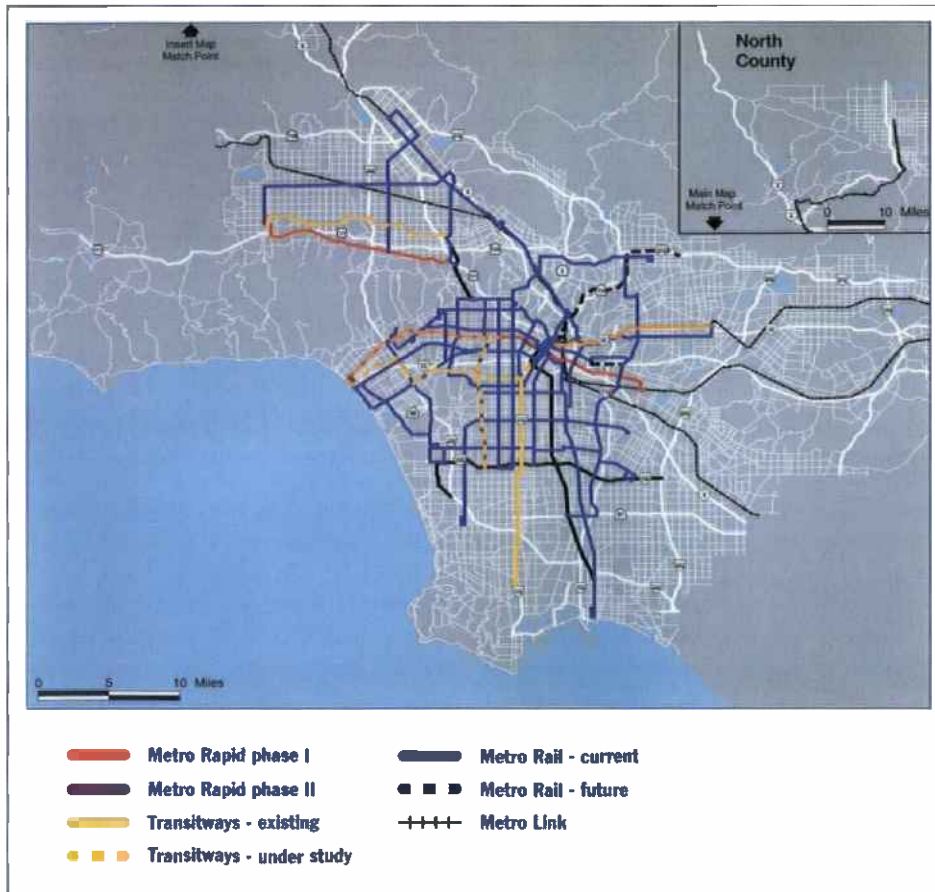 Insert Map
Match Point
North
County
Main Map
Match Point
0 10 Miles
0 5 10 Miles
Metro Rapid phase I
Metro Rapid phase II
Transitways - existing
Transitways - under study
Metro Rail - current
Metro Rail - future
Metro Link